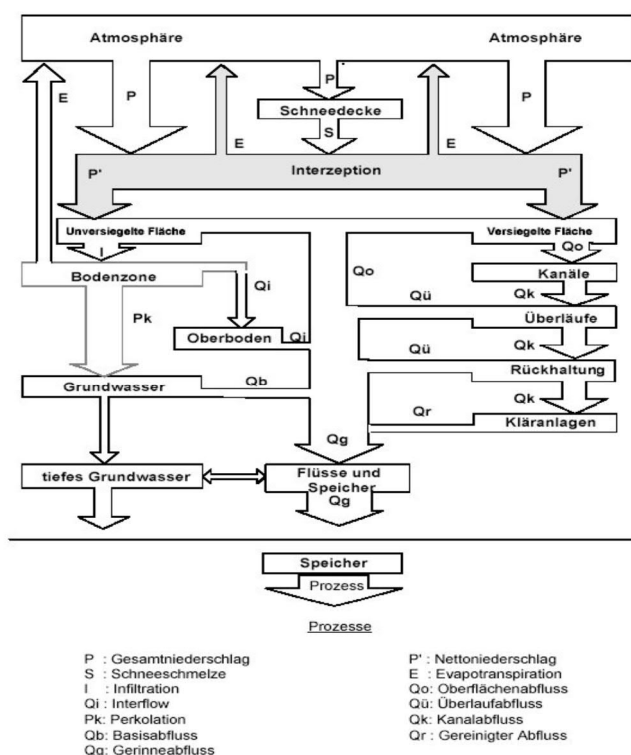 Atmosphäre Atmosphäre
E P P P
Schneedecke
E S E
P' Interzeption P'
Unversiegelte Fläche Versiegelte Fläche
I Qo
Bodenzone Qi Qo Kanäle
Qü Qk
Pk Überläufe
Oberboden Qi Qü Qk
Grundwasser Qb Rückhaltung
Qr Qk
Kläranlagen
Qg
tiefes Grundwasser Flüsse und
Speicher
Qg
Speicher
Prozess
Prozesse
P : Gesamtniederschlag P' : Nettoniederschlag
S : Schneeschmelze E : Evapotranspiration
I : Infiltration Qo: Oberflächenabfluss
Qi : Interflow Qü: Überlaufabfluss
Pk: Perkolation Qk: Kanalabfluss
Qb: Basisabfluss Qr : Gereinigter Abfluss
Qg: Gerinneabfluss